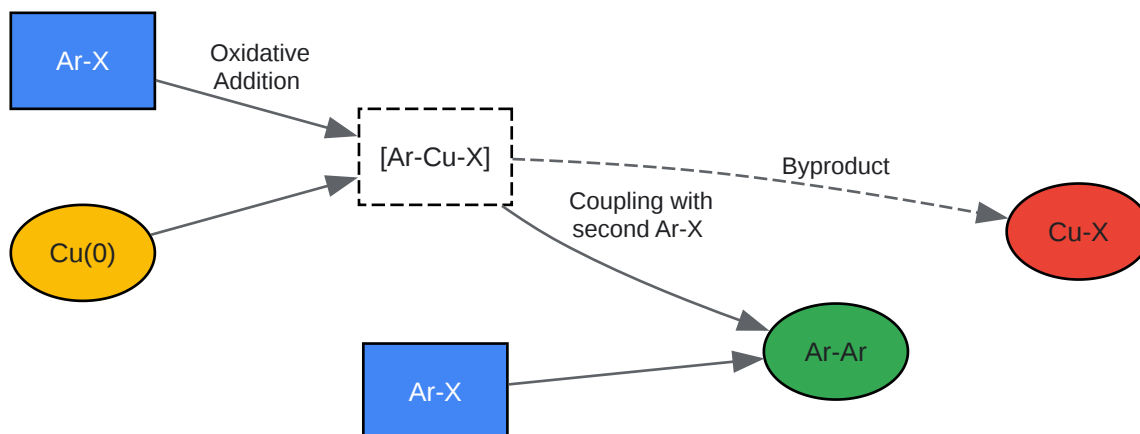 Ar-X
Oxidative
Addition
[Ar-Cu-X]
Byproduct
Coupling with
second Ar-X
Cu-X
Cu(0)
Ar-Ar
Ar-X